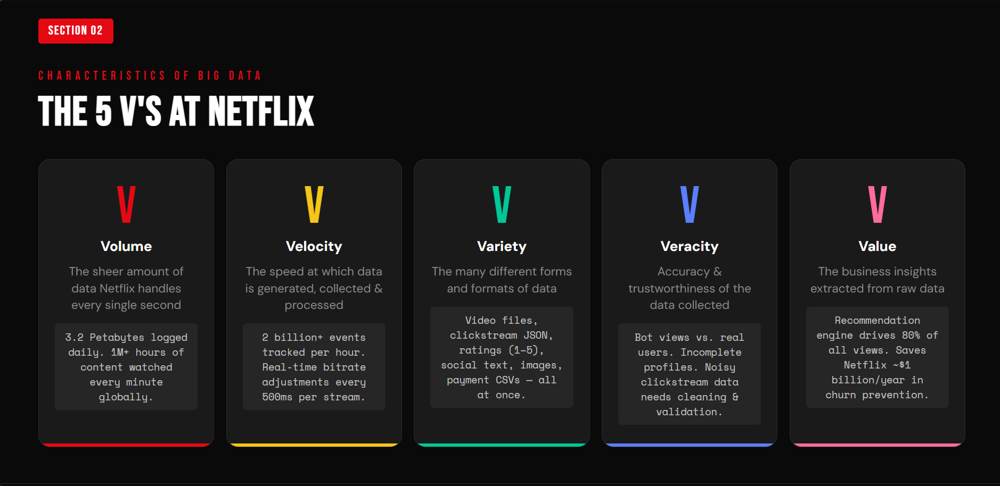 SECTION 02
CHARACTERISTICS OF BIG DATA
THE 5 V'S AT NETFLIX
V
Volume
The sheer amount of
data Netflix handles
every single second
3.2 Petabytes logged
daily. 1M+ hours of
content watched
every minute
globally.
V
Velocity
The speed at which data
is generated, collected &
processed
2 billion+ events
tracked per hour.
Real-time bitrate
adjustments every
500ms per stream.
V
Variety
The many different forms
and formats of data
Video files,
clickstream JSON,
ratings (1–5),
social text, images,
payment CSVs — all
at once.
V
Veracity
Accuracy &
trustworthiness of the
data collected
Bot views vs. real
users. Incomplete
profiles. Noisy
clickstream data
needs cleaning &
validation.
V
Value
The business insights
extracted from raw data
Recommendation
engine drives 80% of
all views. Saves
Netflix ~$1
billion/year in
churn prevention.